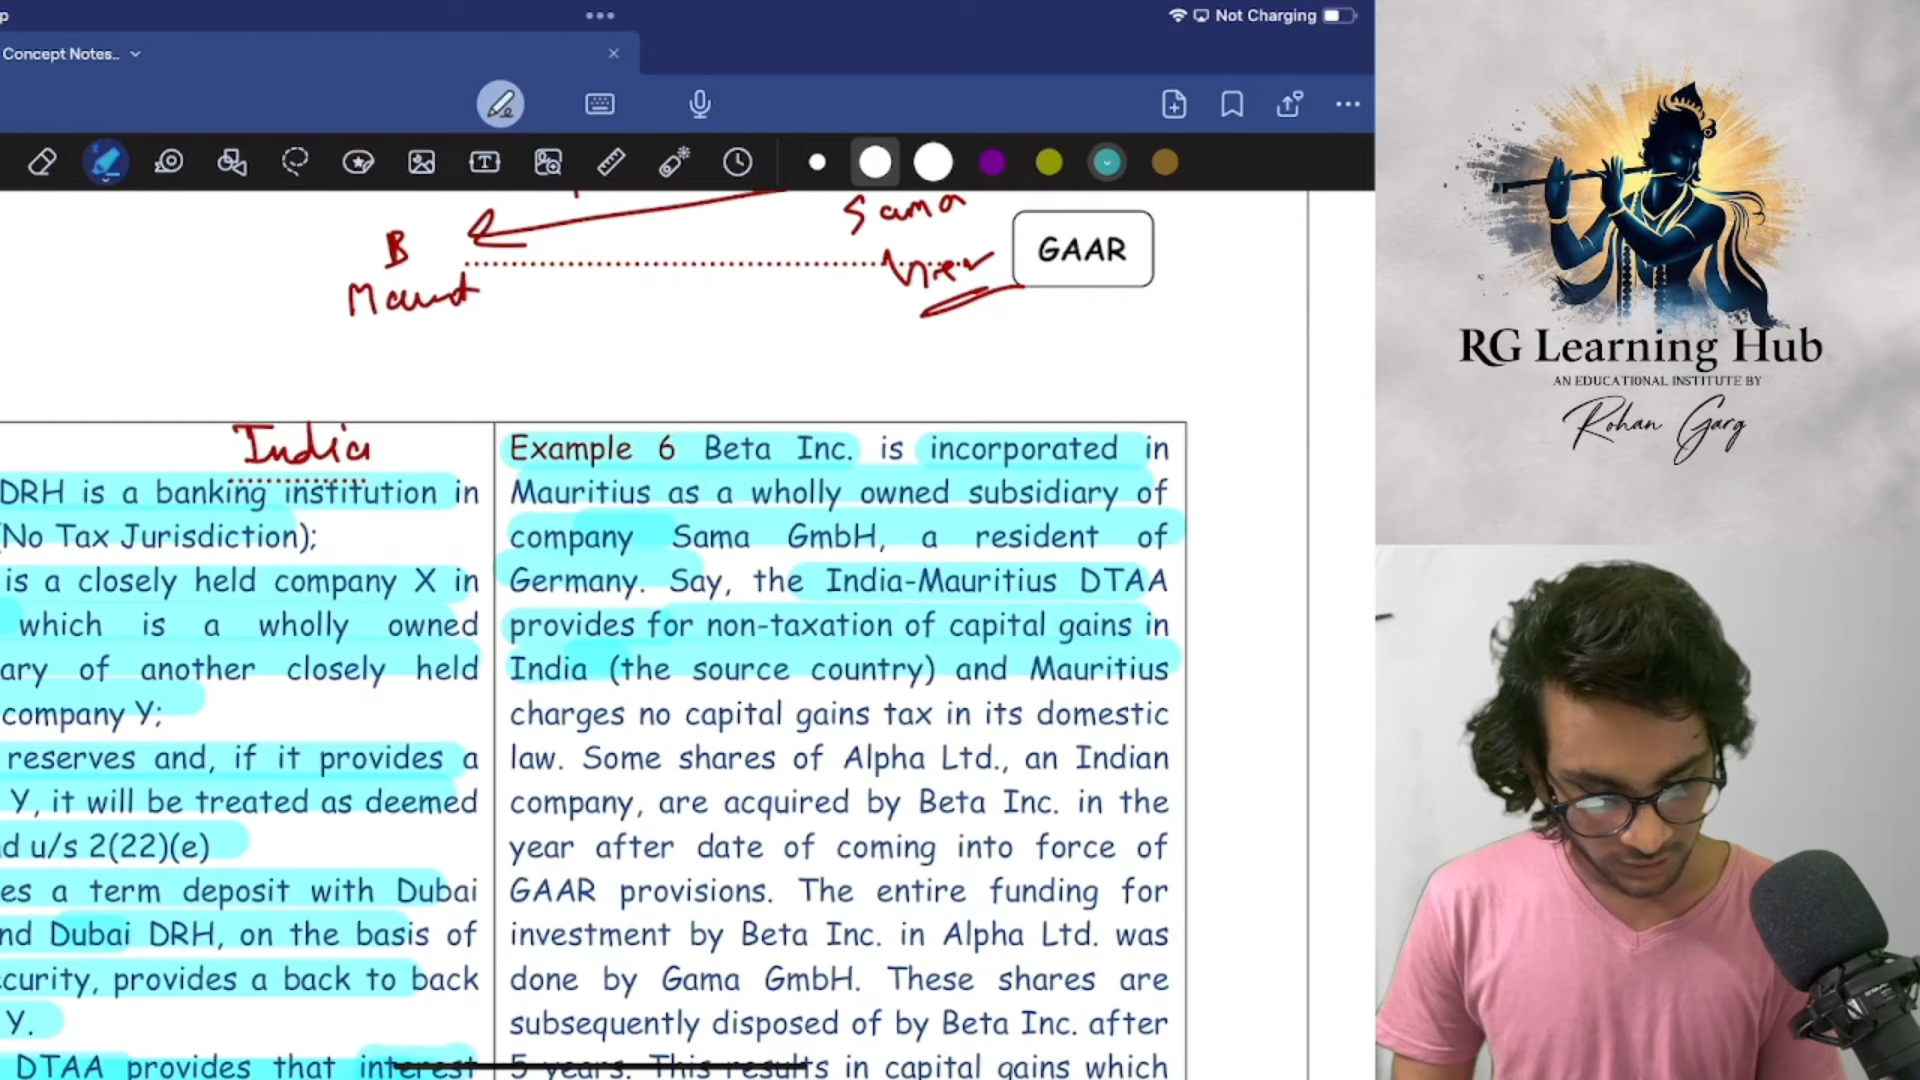 p
Not Charging
Concept Notes..
Sama
B
Maurit
GAAR
India
DRH is a banking institution in
(No Tax Jurisdiction);
is a closely held company X in
which is a wholly owned
ary of another closely held
company Y;
reserves and, if it provides a
Y, it will be treated as deemed
d u/s 2(22)(e)
es a term deposit with Dubai
nd Dubai DRH, on the basis of
curity, provides a back to back
Y.
DTAA provides that interest
Example 6 Beta Inc. is incorporated in
Mauritius as a wholly owned subsidiary of
company Sama GmbH, a resident of
Germany. Say, the India-Mauritius DTAA
provides for non-taxation of capital gains in
India (the source country) and Mauritius
charges no capital gains tax in its domestic
law. Some shares of Alpha Ltd., an Indian
company, are acquired by Beta Inc. in the
year after date of coming into force of
GAAR provisions. The entire funding for
investment by Beta Inc. in Alpha Ltd. was
done by Gama GmbH. These shares are
subsequently disposed of by Beta Inc. after
5 years. This results in capital gains which
RG Learning Hub
AN EDUCATIONAL INSTITUTE BY
Rohan Garg